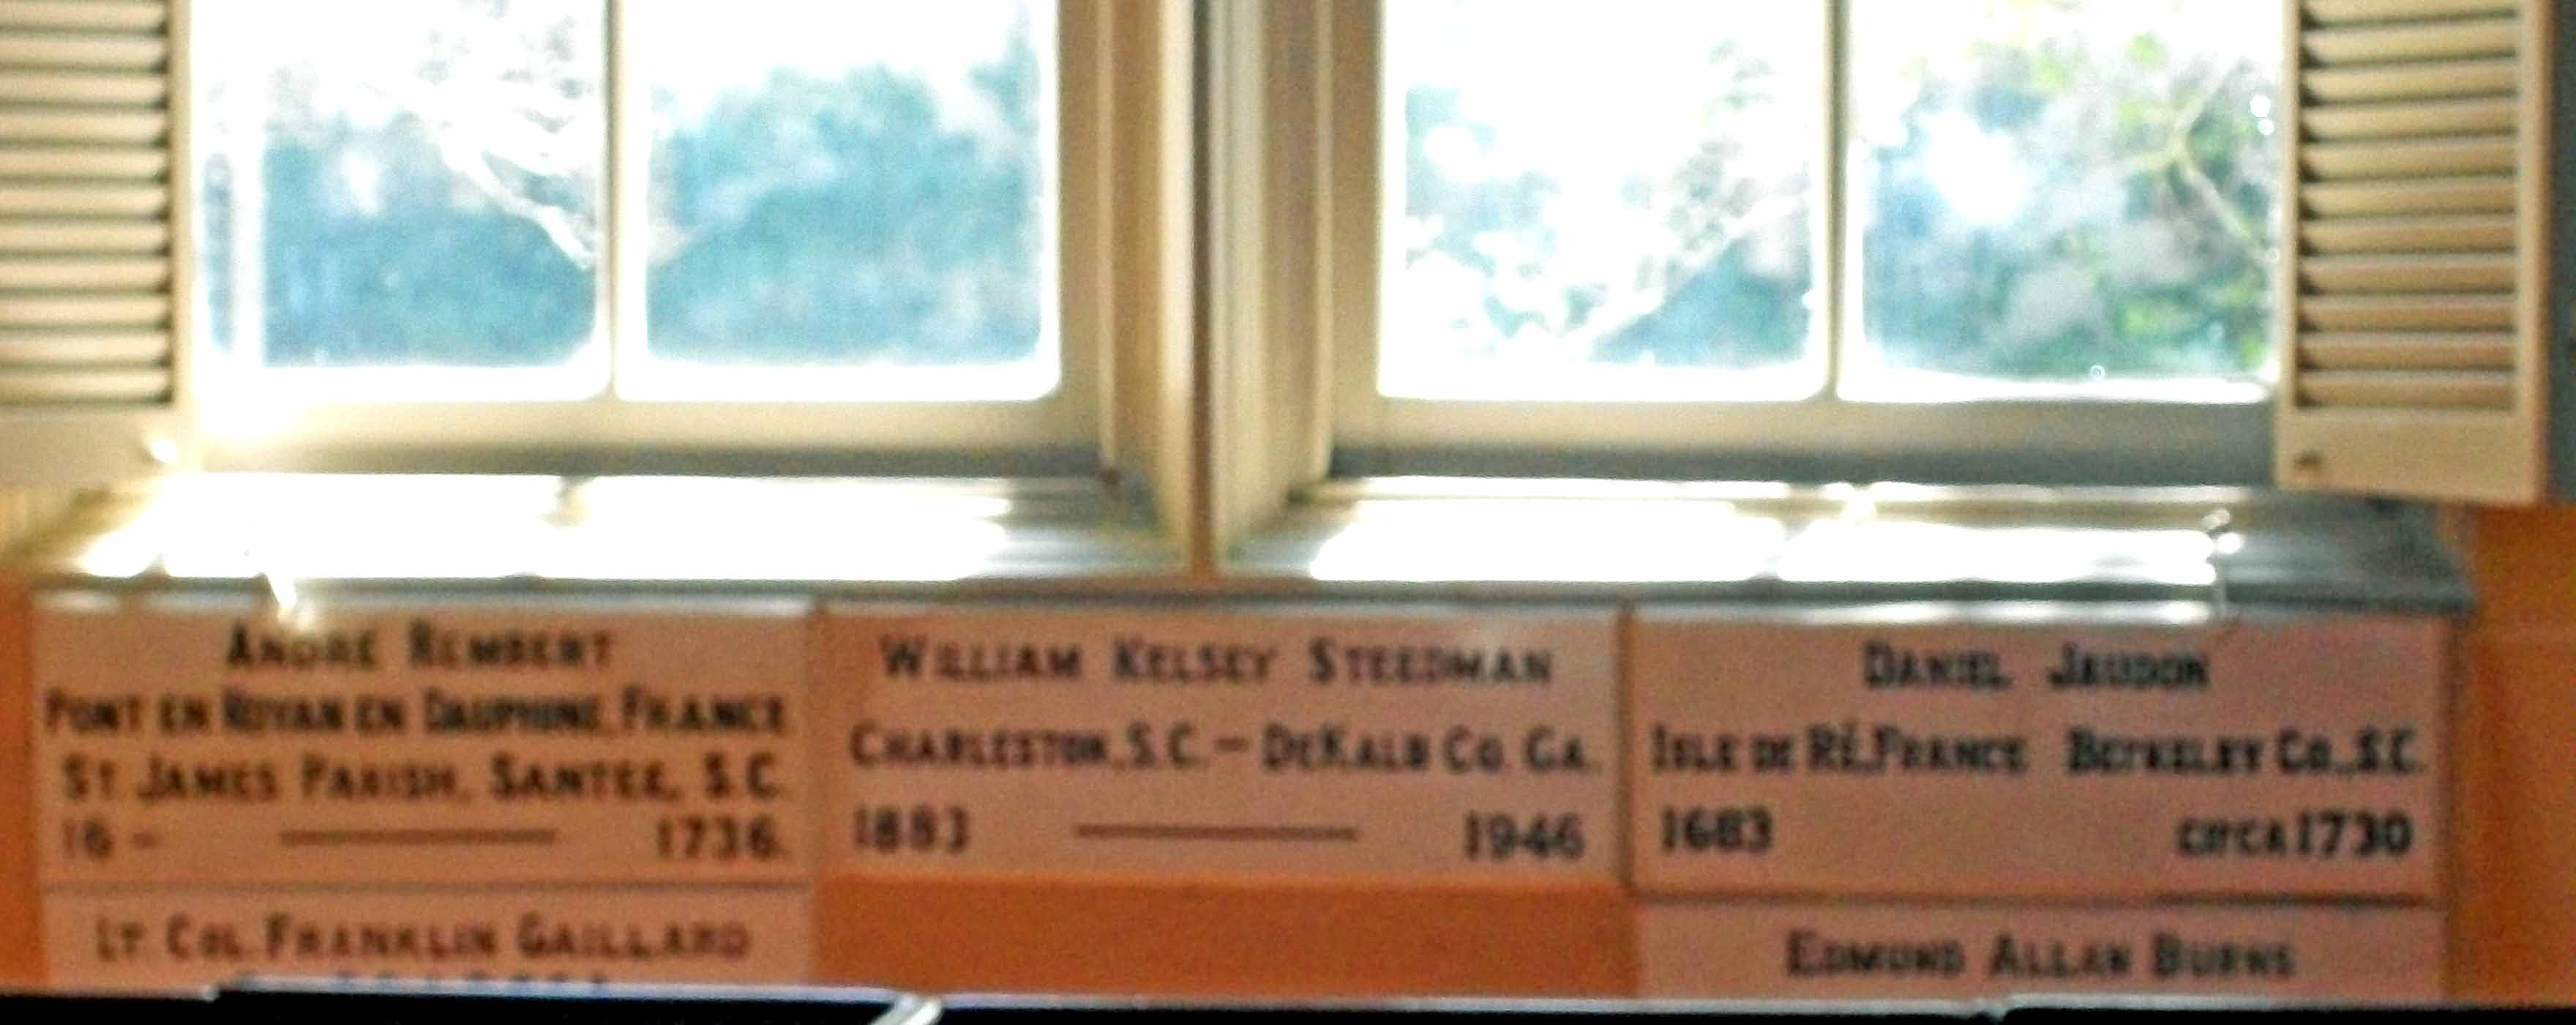 ANDRÉ REMBERT
PONT EN ROYAN EN DAUPHINE, FRANCE
ST JAMES PARISH, SANTEE, S.C.
16 — 1736.
LT COL FRANKLIN GAILLARD
WILLIAM KELSEY STEEDMAN
CHARLESTON, S.C. — DEKALB CO. GA.
1883 — 1946
DANIEL JAUDON
ISLE DE RÉ, FRANCE BERKELEY CO., S.C.
1683 CIRCA 1730
EDMUND ALLAN BURNS